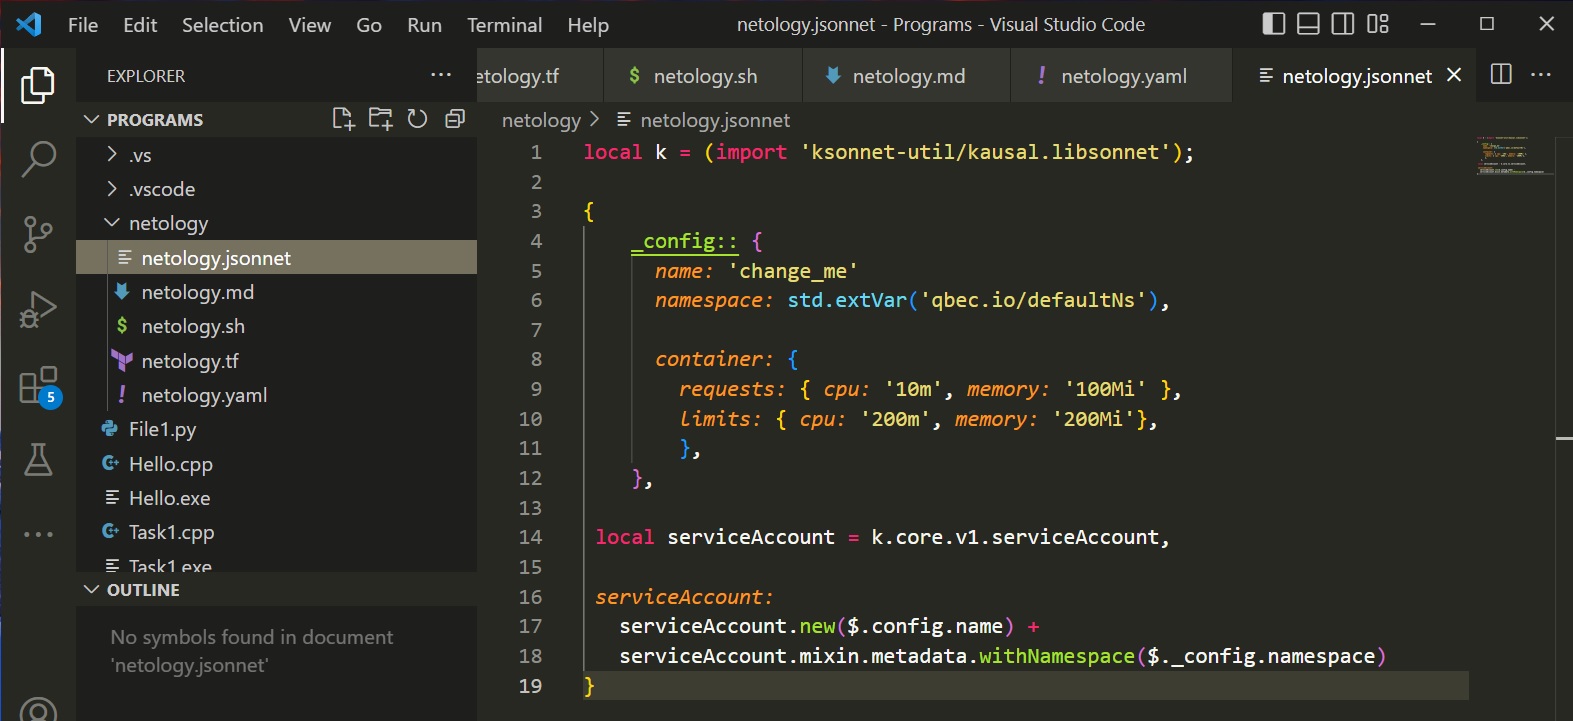 File Edit Selection View Go Run Terminal Help netology.jsonnet - Programs - Visual Studio Code
EXPLORER
etology.tf $ netology.sh netology.md ! netology.yaml netology.jsonnet
PROGRAMS
netology > netology.jsonnet
.vs
.vscode
netology
netology.jsonnet
netology.md
$ netology.sh
netology.tf
! netology.yaml
File1.py
Hello.cpp
Hello.exe
Task1.cpp
Task1.exe
5
OUTLINE
No symbols found in document
'netology.jsonnet'
1 local k = (import 'ksonnet-util/kausal.libsonnet');
2
3 {
4 _config:: {
5 name: 'change_me'
6 namespace: std.extVar('qbec.io/defaultNs'),
7
8 container: {
9 requests: { cpu: '10m', memory: '100Mi' },
10 limits: { cpu: '200m', memory: '200Mi'},
11 },
12 },
13
14 local serviceAccount = k.core.v1.serviceAccount,
15
16 serviceAccount:
17 serviceAccount.new($.config.name) +
18 serviceAccount.mixin.metadata.withNamespace($._config.namespace)
19 }